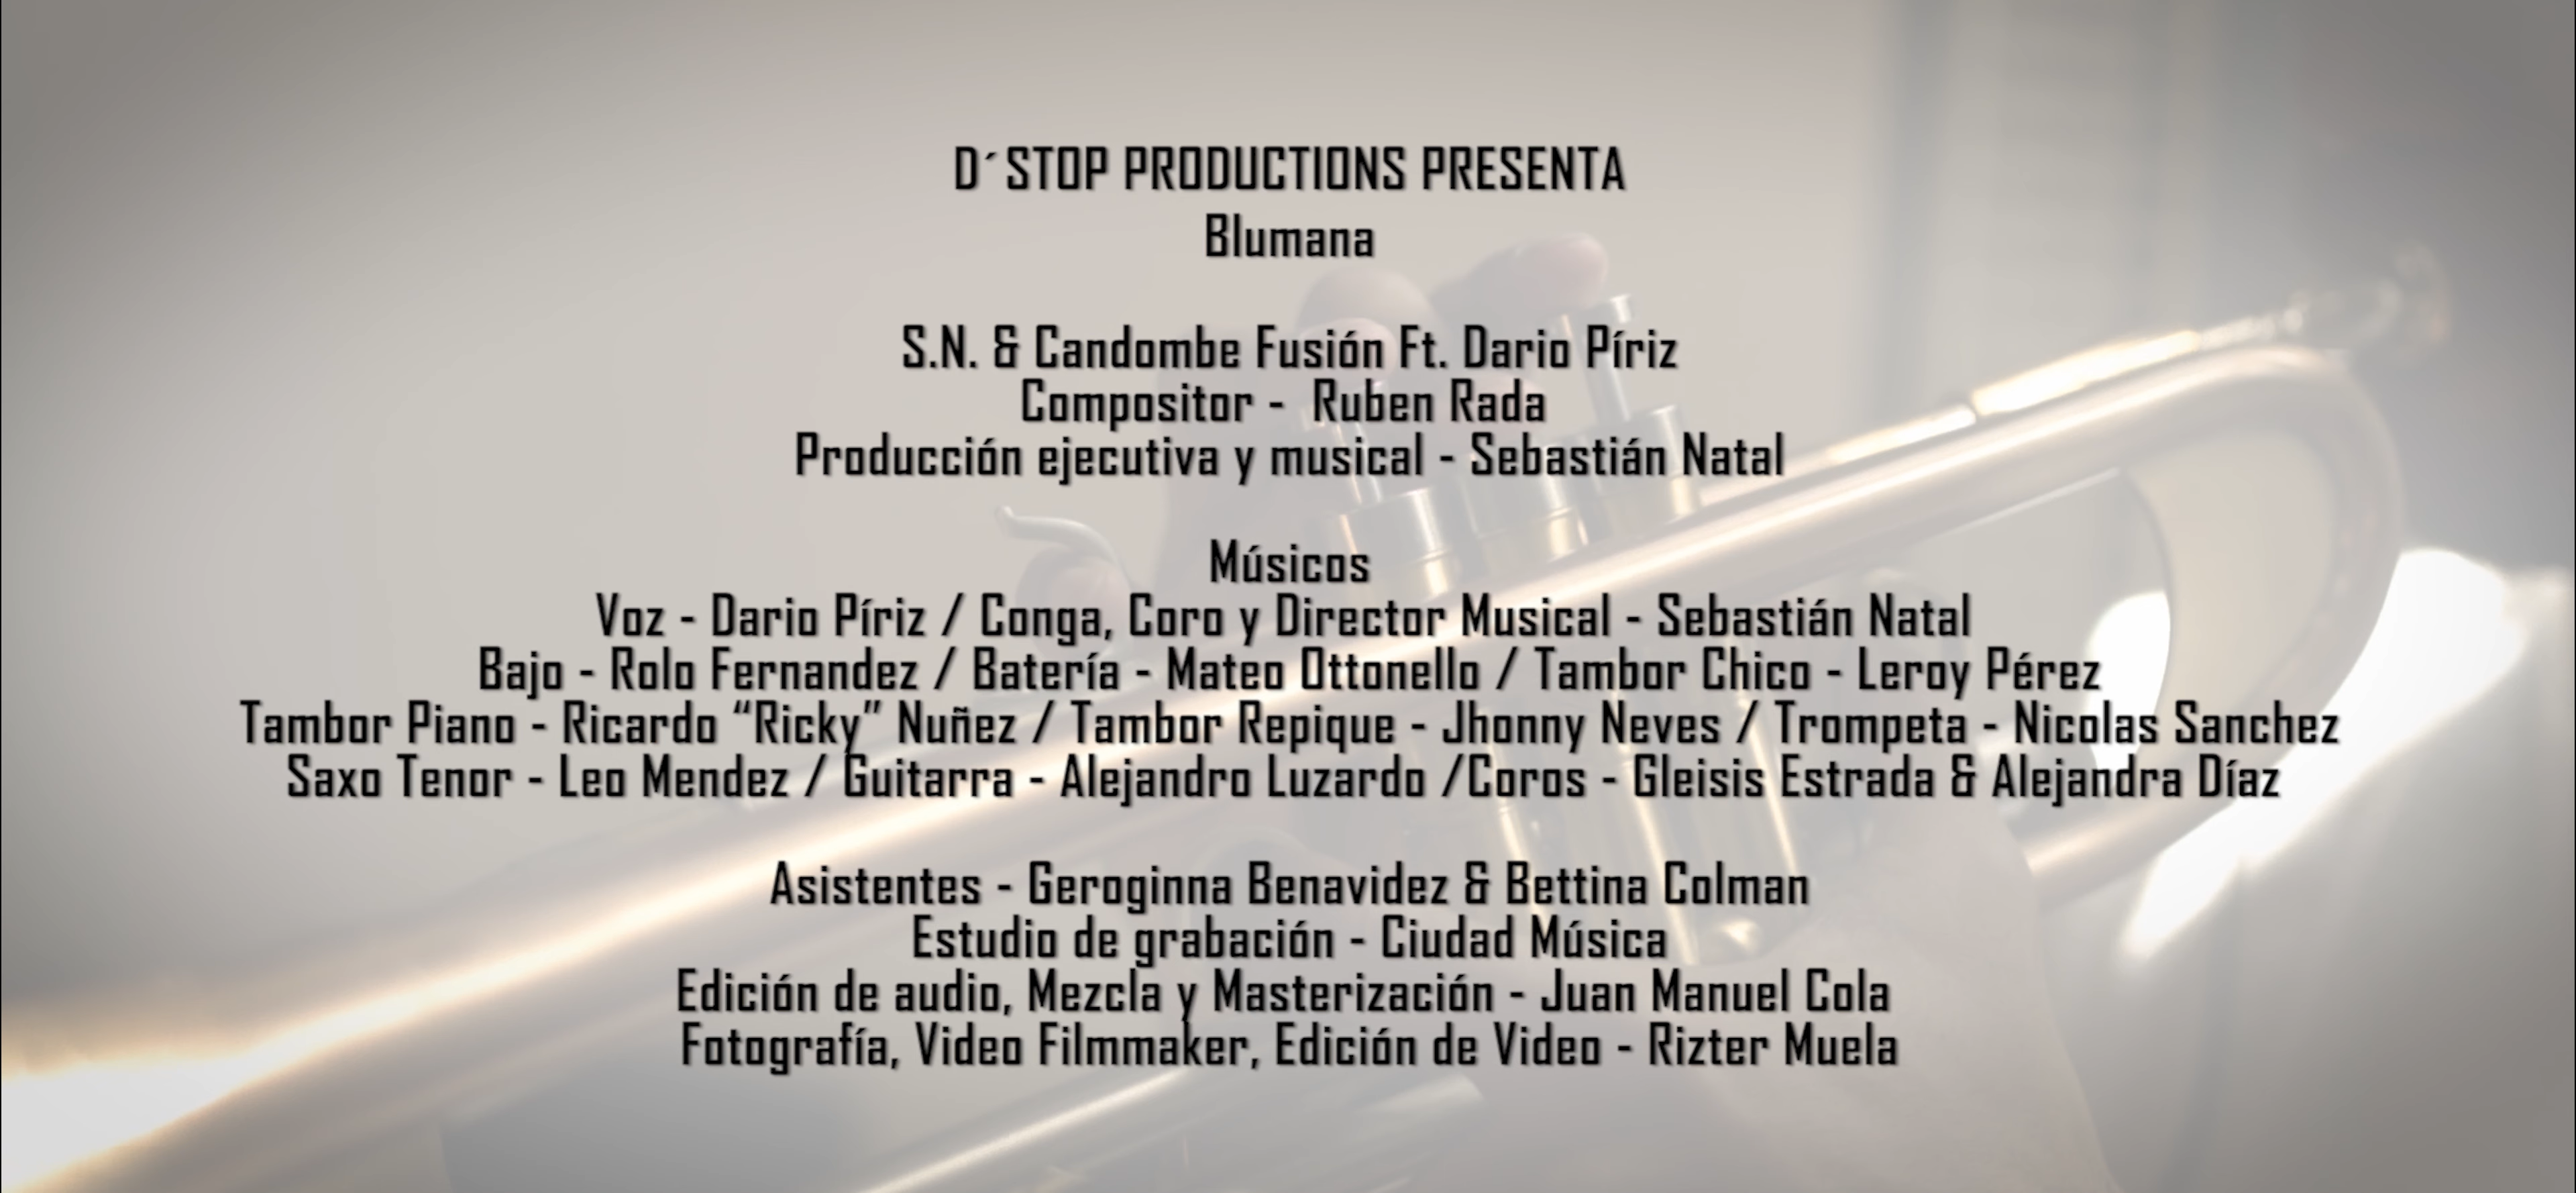 D´STOP PRODUCTIONS PRESENTA
Blumana
S.N. & Candombe Fusión Ft. Dario Píriz
Compositor - Ruben Rada
Producción ejecutiva y musical - Sebastián Natal
Músicos
Voz - Dario Píriz / Conga, Coro y Director Musical - Sebastián Natal
Bajo - Rolo Fernandez / Batería - Mateo Ottonello / Tambor Chico - Leroy Pérez
Tambor Piano - Ricardo “Ricky” Nuñez / Tambor Repique - Jhonny Neves / Trompeta - Nicolas Sanchez
Saxo Tenor - Leo Mendez / Guitarra - Alejandro Luzardo /Coros - Gleisis Estrada & Alejandra Díaz
Asistentes - Geroginna Benavidez & Bettina Colman
Estudio de grabación - Ciudad Música
Edición de audio, Mezcla y Masterización - Juan Manuel Cola
Fotografía, Video Filmmaker, Edición de Video - Rizter Muela